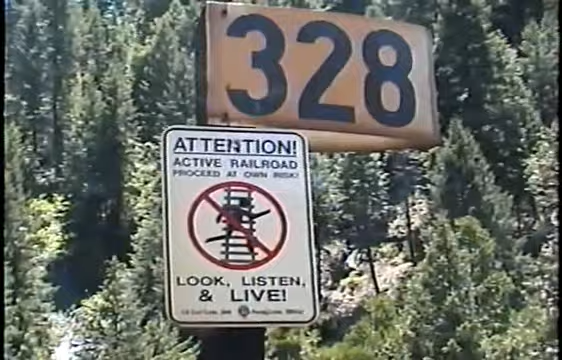 328
ATTENTION!
ACTIVE RAILROAD
PROCEED AT OWN RISK!
LOOK, LISTEN,
& LIVE!